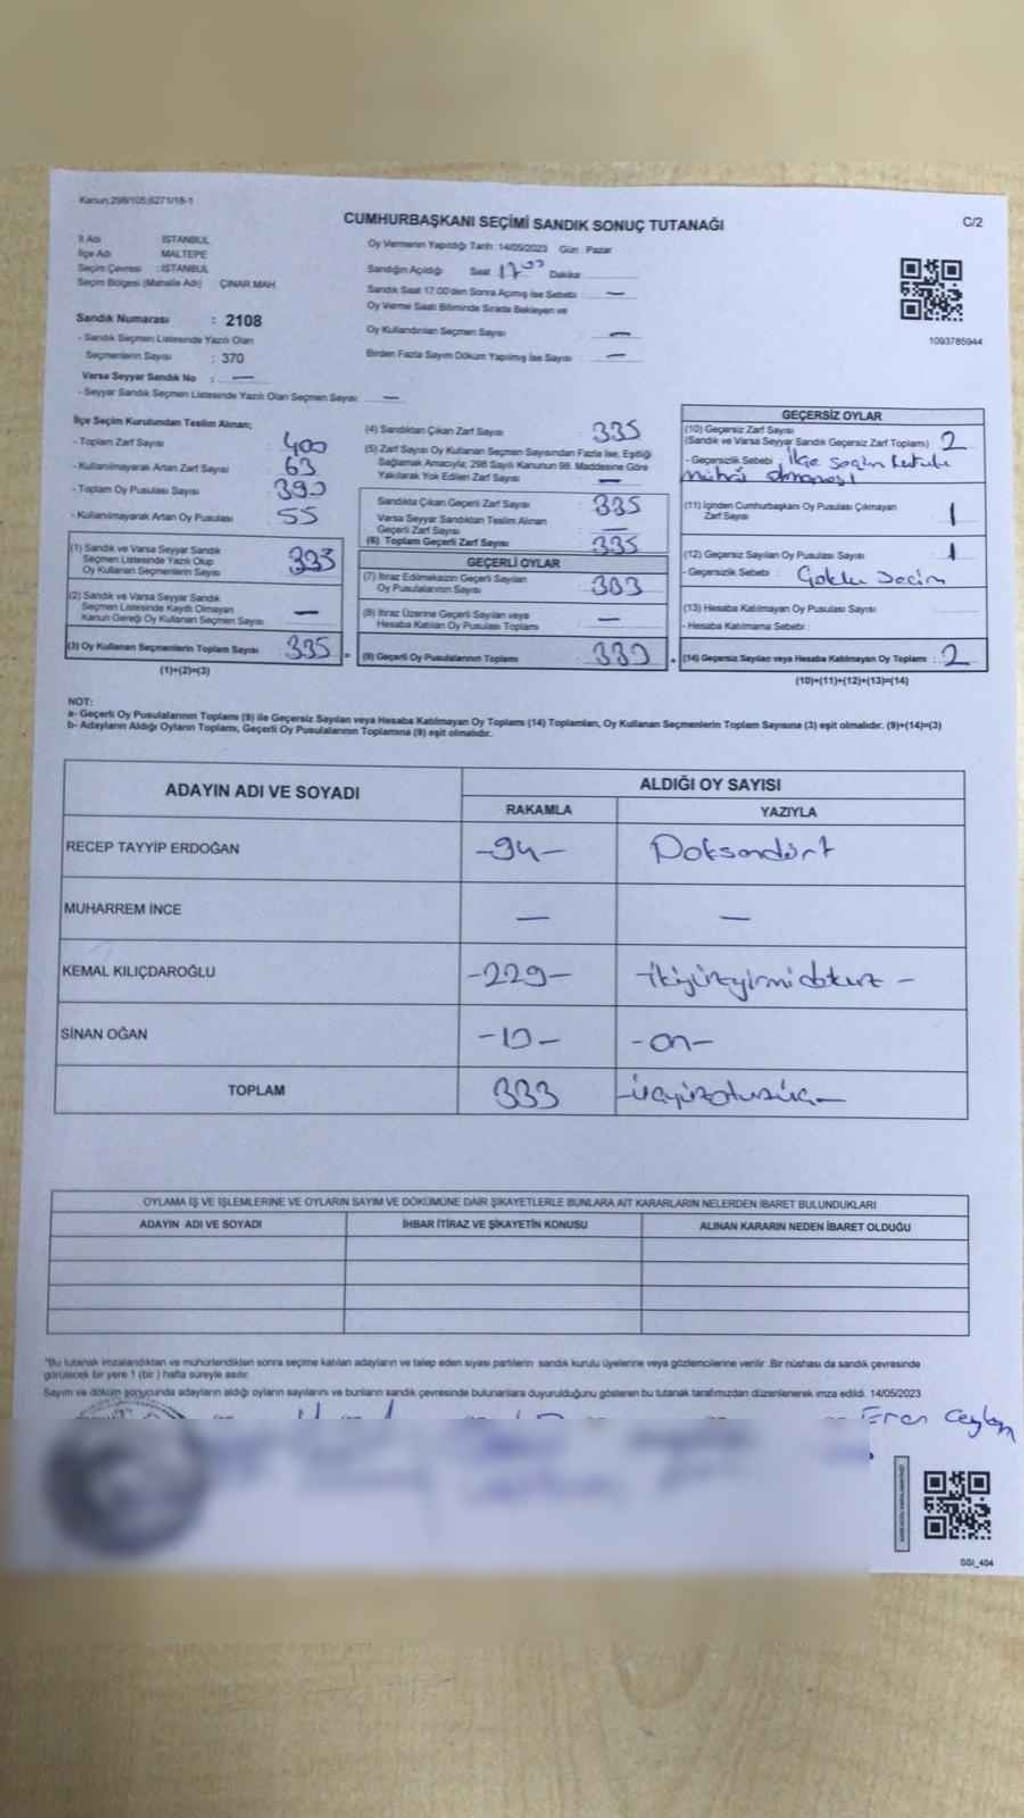 Kanun:298/105,6271/18-1
CUMHURBAŞKANI SEÇİMİ SANDIK SONUÇ TUTANAĞI
C/2
İl Adı : İSTANBUL
İlçe Adı : MALTEPE
Seçim Çevresi : İSTANBUL
Seçim Bölgesi (Mahalle Adı) ÇINAR MAH.
Sandık Numarası : 2108
- Sandık Seçmen Listesinde Yazılı Olan
Seçmenlerin Sayısı : 370
Varsa Seyyar Sandık No : —
- Seyyar Sandık Seçmen Listesinde Yazılı Olan Seçmen Sayısı —
Oy Vermenin Yapıldığı Tarih :14/05/2023 Gün : Pazar
Sandığın Açıldığı Saat 17 00 Dakika
Sandık Saat 17.00'den Sonra Açılmış İse Sebebi —
Oy Verme Saati Bitiminde Sırada Bekleyen ve
Oy Kullandırılan Seçmen Sayısı —
Birden Fazla Sayım Döküm Yapılmış İse Sayısı —
1093785944
İlçe Seçim Kurulundan Teslim Alınan;
- Toplam Zarf Sayısı 400
- Kullanılmayarak Artan Zarf Sayısı 63
- Toplam Oy Pusulası Sayısı 390
- Kullanılmayarak Artan Oy Pusulası 55
(1) Sandık ve Varsa Seyyar Sandık
Seçmen Listesinde Yazılı Olup
Oy Kullanan Seçmenlerin Sayısı 335
(2) Sandık ve Varsa Seyyar Sandık
Seçmen Listesinde Kayıtlı Olmayan
Kanun Gereği Oy Kullanan Seçmen Sayısı —
(3) Oy Kullanan Seçmenlerin Toplam Sayısı 335
(1)+(2)=(3)
(4) Sandıktan Çıkan Zarf Sayısı : 335
(5) Zarf Sayısı Oy Kullanan Seçmen Sayısından Fazla İse, Eşitliği
Sağlamak Amacıyla; 298 Sayılı Kanunun 98. Maddesine Göre
Yakılarak Yok Edilen Zarf Sayısı —
Sandıkta Çıkan Geçerli Zarf Sayısı : 335
Varsa Seyyar Sandıktan Teslim Alınan
Geçerli Zarf Sayısı —
(6) Toplam Geçerli Zarf Sayısı : 335
GEÇERLİ OYLAR
(7) İtiraz Edilmeksizin Geçerli Sayılan
Oy Pusulalarının Sayısı : 333
(8) İtiraz Üzerine Geçerli Sayılan veya
Hesaba Katılan Oy Pusulası Toplamı —
(9) Geçerli Oy Pusulalarının Toplamı : 333
GEÇERSİZ OYLAR
(10) Geçersiz Zarf Sayısı
(Sandık ve Varsa Seyyar Sandık Geçersiz Zarf Toplamı) : 2
- Geçersizlik Sebebi : İlçe seçim kurulu
mührü olmaması
(11) İçinden Cumhurbaşkanı Oy Pusulası Çıkmayan
Zarf Sayısı 1
(12) Geçersiz Sayılan Oy Pusulası Sayısı 1
- Geçersizlik Sebebi : Çoklu Seçim
(13) Hesaba Katılmayan Oy Pusulası Sayısı
- Hesaba Katılmama Sebebi :
(14) Geçersiz Sayılan veya Hesaba Katılmayan Oy Toplamı : 2
(10)+(11)+(12)+(13)=(14)
NOT:
a- Geçerli Oy Pusulalarının Toplamı (9) ile Geçersiz Sayılan veya Hesaba Katılmayan Oy Toplamı (14) Toplamları, Oy Kullanan Seçmenlerin Toplam Sayısına (3) eşit olmalıdır. (9)+(14)=(3)
b- Adayların Aldığı Oyların Toplamı, Geçerli Oy Pusulalarının Toplamına (9) eşit olmalıdır.
ADAYIN ADI VE SOYADI
ALDIĞI OY SAYISI
RAKAMLA YAZIYLA
RECEP TAYYİP ERDOĞAN -94- Doksandört
MUHARREM İNCE — —
KEMAL KILIÇDAROĞLU -229- -ikiyüzyirmidokuz-
SİNAN OĞAN -10- -on-
TOPLAM 333 -üçyüzotuzüç-
OYLAMA İŞ VE İŞLEMLERİNE VE OYLARIN SAYIM VE DÖKÜMÜNE DAİR ŞİKAYETLERLE BUNLARA AİT KARARLARIN NELERDEN İBARET BULUNDUKLARI
ADAYIN ADI VE SOYADI İHBAR İTİRAZ VE ŞİKAYETİN KONUSU ALINAN KARARIN NEDEN İBARET OLDUĞU
*Bu tutanak imzalandıktan ve mühürlendikten sonra seçime katılan adayların ve talep eden siyasi partilerin sandık kurulu üyelerine veya gözlemcilerine verilir. Bir nüshası da sandık çevresinde
görülecek bir yere 1 (bir ) hafta süreyle asılır.
Sayım ve döküm sonucunda adayların aldığı oyların sayılarını ve bunların sandık çevresinde bulunanlara duyurulduğunu gösteren bu tutanak tarafımızdan düzenlenerek imza edildi. 14/05/2023
Eren Ceylan
SSI_404